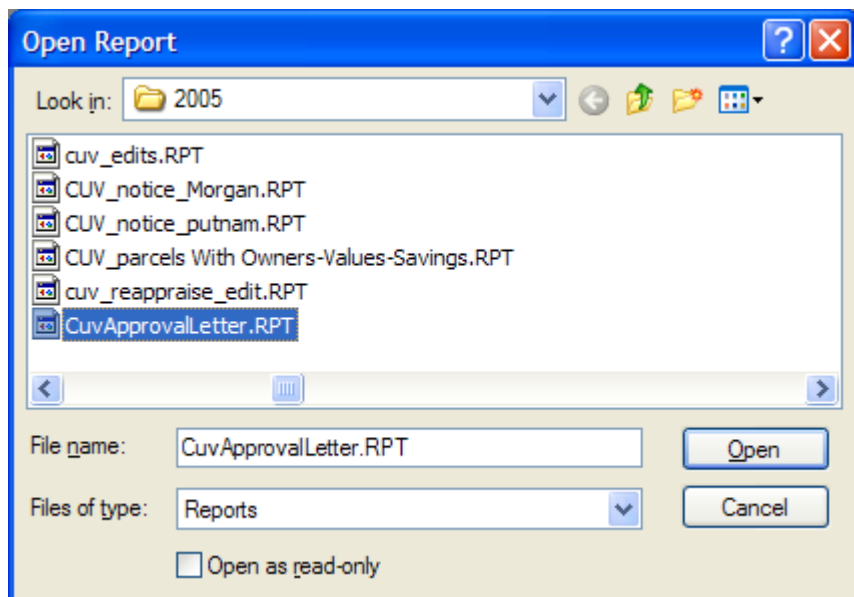 Open Report
Look in: 2005
cuv_edits.RPT
CUV_notice_Morgan.RPT
CUV_notice_putnam.RPT
CUV_parcels With Owners-Values-Savings.RPT
cuv_reappraise_edit.RPT
CuvApprovalLetter.RPT
File name: CuvApprovalLetter.RPT Open
Files of type: Reports Cancel
Open as read-only